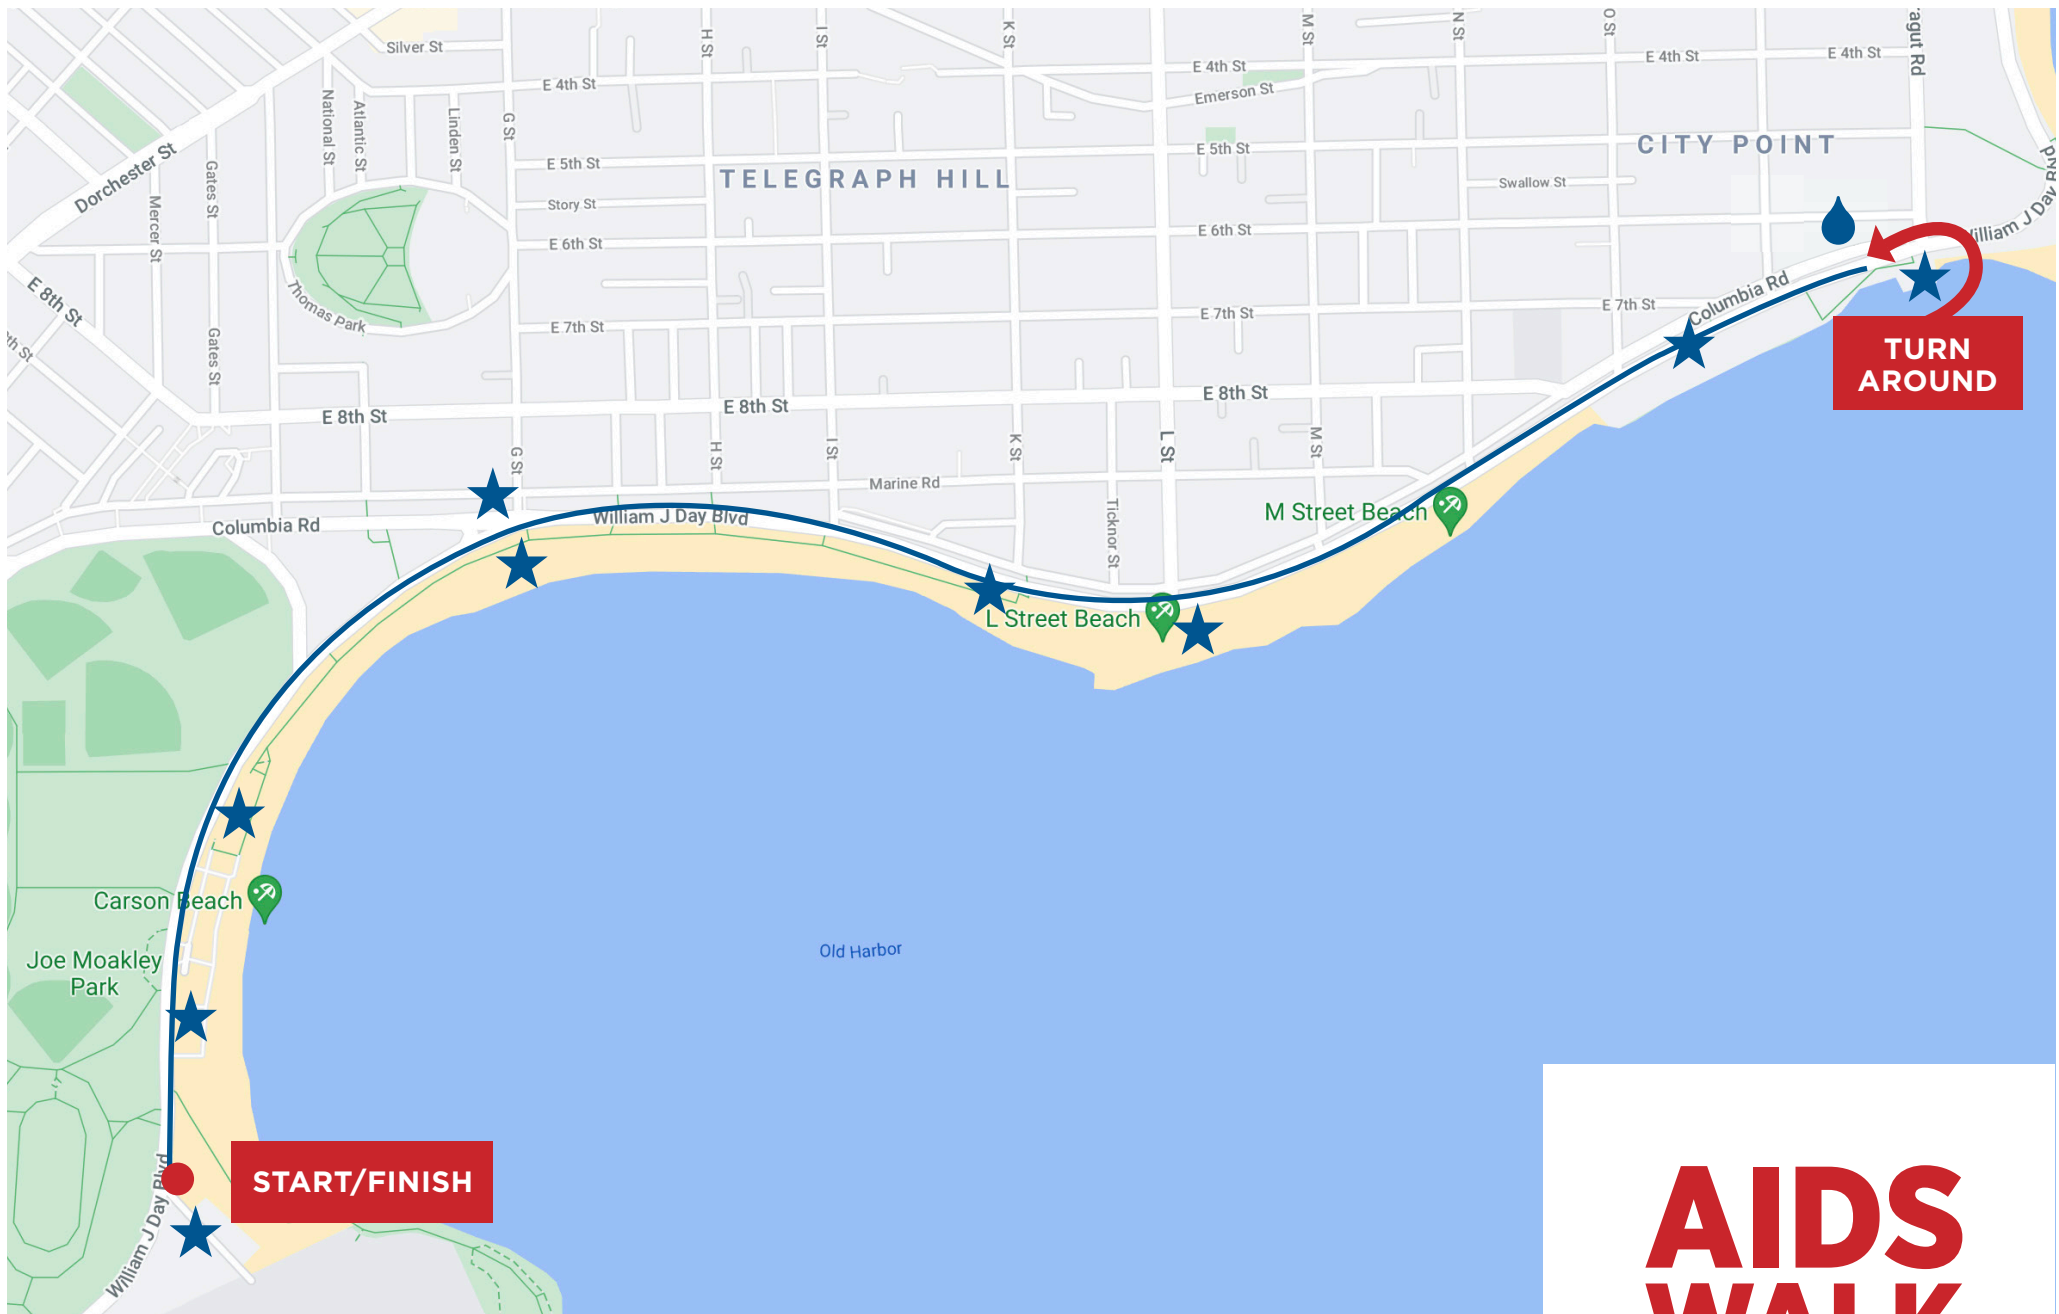 Silver St
H St
I St
K St
M St
N St
O St
E 4th St
E 4th St
E 4th St
E 4th St
Emerson St
National St
Atlantic St
Linden St
G St
Dorchester St
Gates St
Mercer St
E 5th St
E 5th St
CITY POINT
TELEGRAPH HILL
Swallow St
Story St
E 6th St
E 6th St
E 8th St
Thomas Park
Gates St
E 7th St
E 7th St
E 7th St
Columbia Rd
TURN
AROUND
E 8th St
E 8th St
E 8th St
G St
H St
I St
K St
L St
M St
Marine Rd
Columbia Rd
William J Day Blvd
Ticknor St
M Street Beach
L Street Beach
Carson Beach
Joe Moakley
Park
Old Harbor
START/FINISH
William J Day Blvd
AIDS
WALK